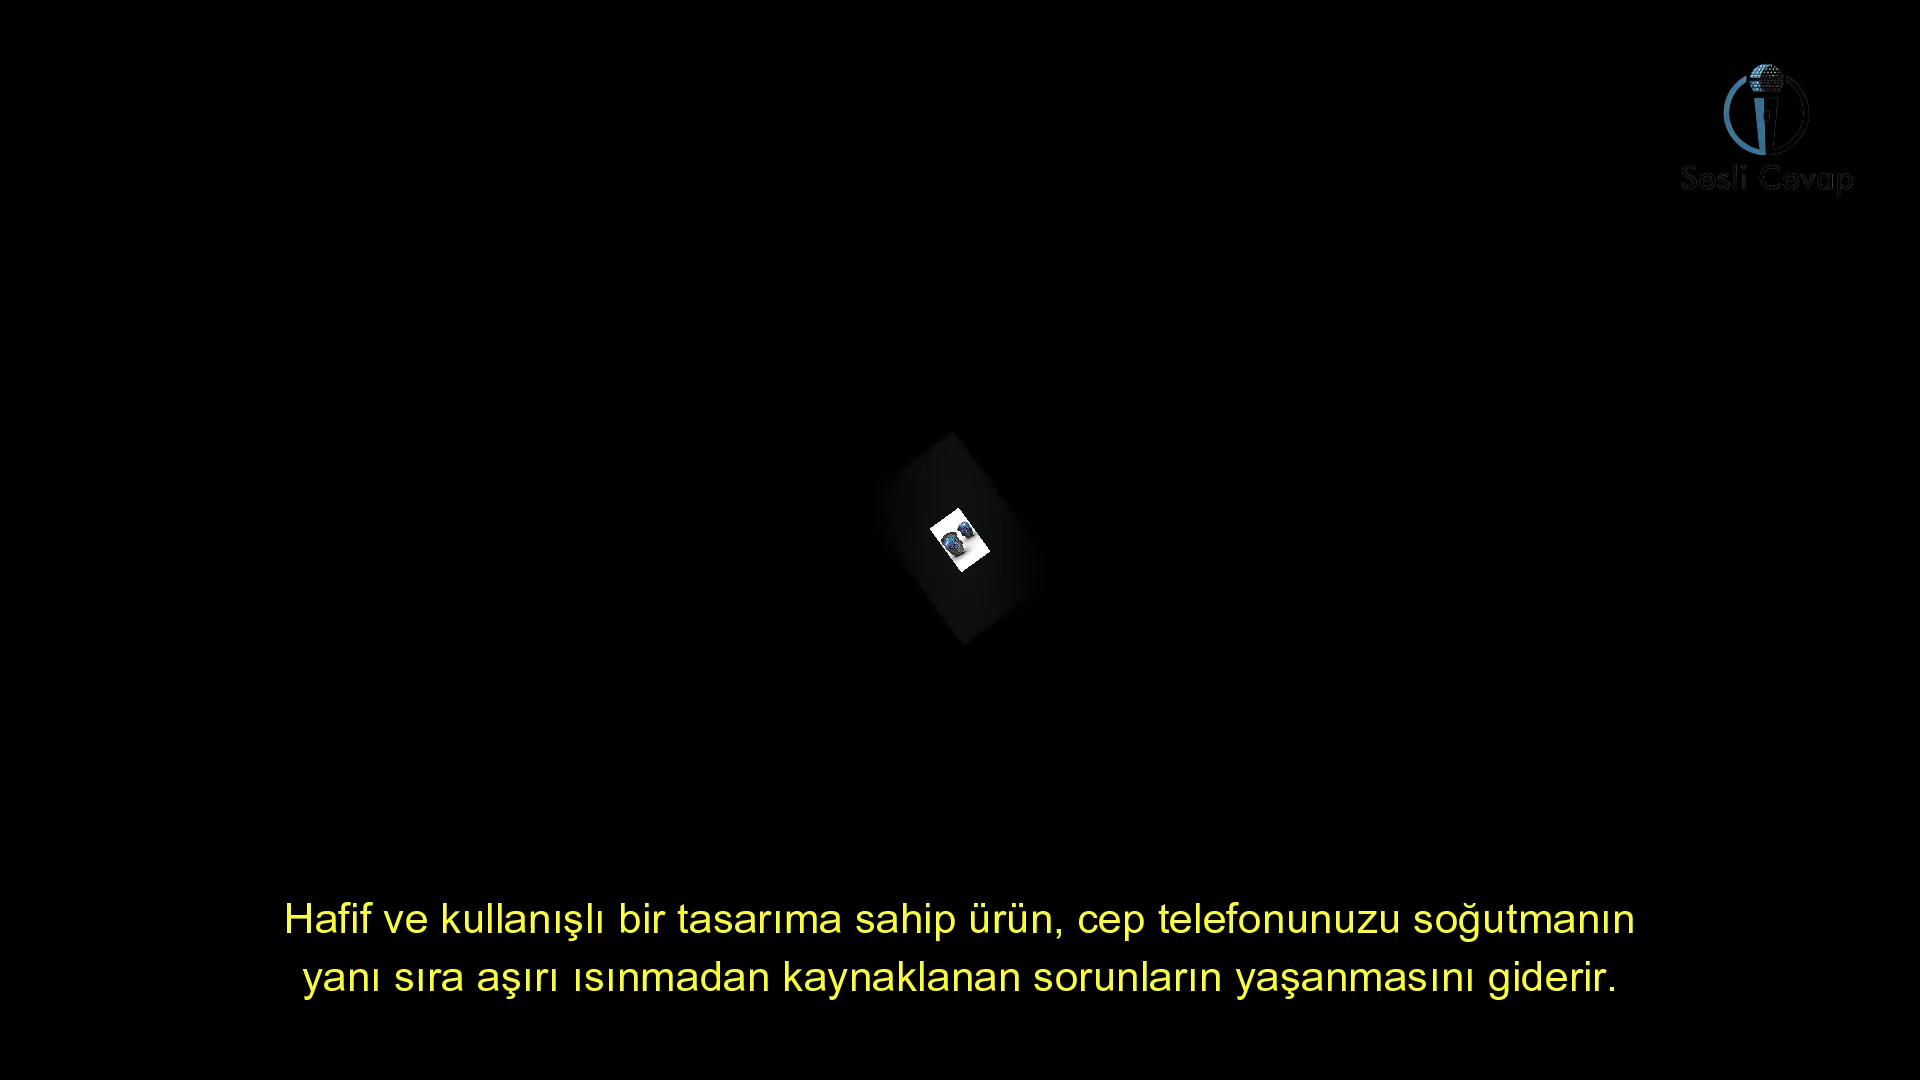 Sesli Cevap
Hafif ve kullanışlı bir tasarıma sahip ürün, cep telefonunuzu soğutmanın
yanı sıra aşırı ısınmadan kaynaklanan sorunların yaşanmasını giderir.